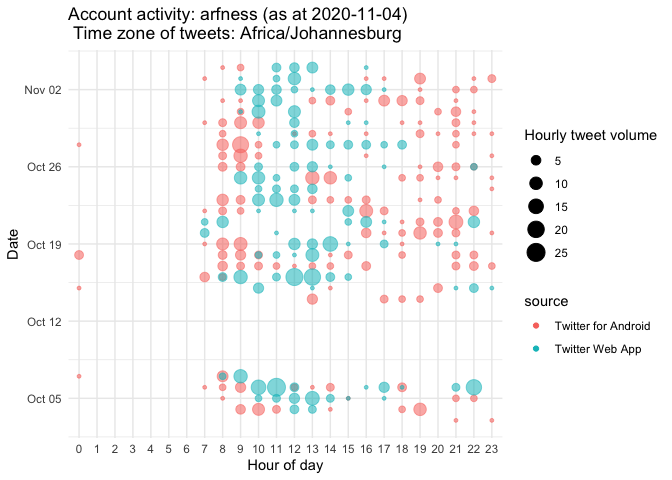 Account activity: arfness (as at 2020-11-04)
Time zone of tweets: Africa/Johannesburg
Nov 02
Oct 26
Oct 19
Oct 12
Oct 05
Date
0 1 2 3 4 5 6 7 8 9 10 11 12 13 14 15 16 17 18 19 20 21 22 23
Hour of day
Hourly tweet volume
5
10
15
20
25
source
Twitter for Android
Twitter Web App